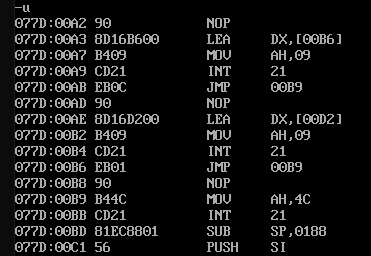 -u
077D:00A2 90 NOP
077D:00A3 8D16B600 LEA DX,[00B6]
077D:00A7 B409 MOV AH,09
077D:00A9 CD21 INT 21
077D:00AB EB0C JMP 00B9
077D:00AD 90 NOP
077D:00AE 8D16D200 LEA DX,[00D2]
077D:00B2 B409 MOV AH,09
077D:00B4 CD21 INT 21
077D:00B6 EB01 JMP 00B9
077D:00B8 90 NOP
077D:00B9 B44C MOV AH,4C
077D:00BB CD21 INT 21
077D:00BD 81EC8801 SUB SP,0188
077D:00C1 56 PUSH SI